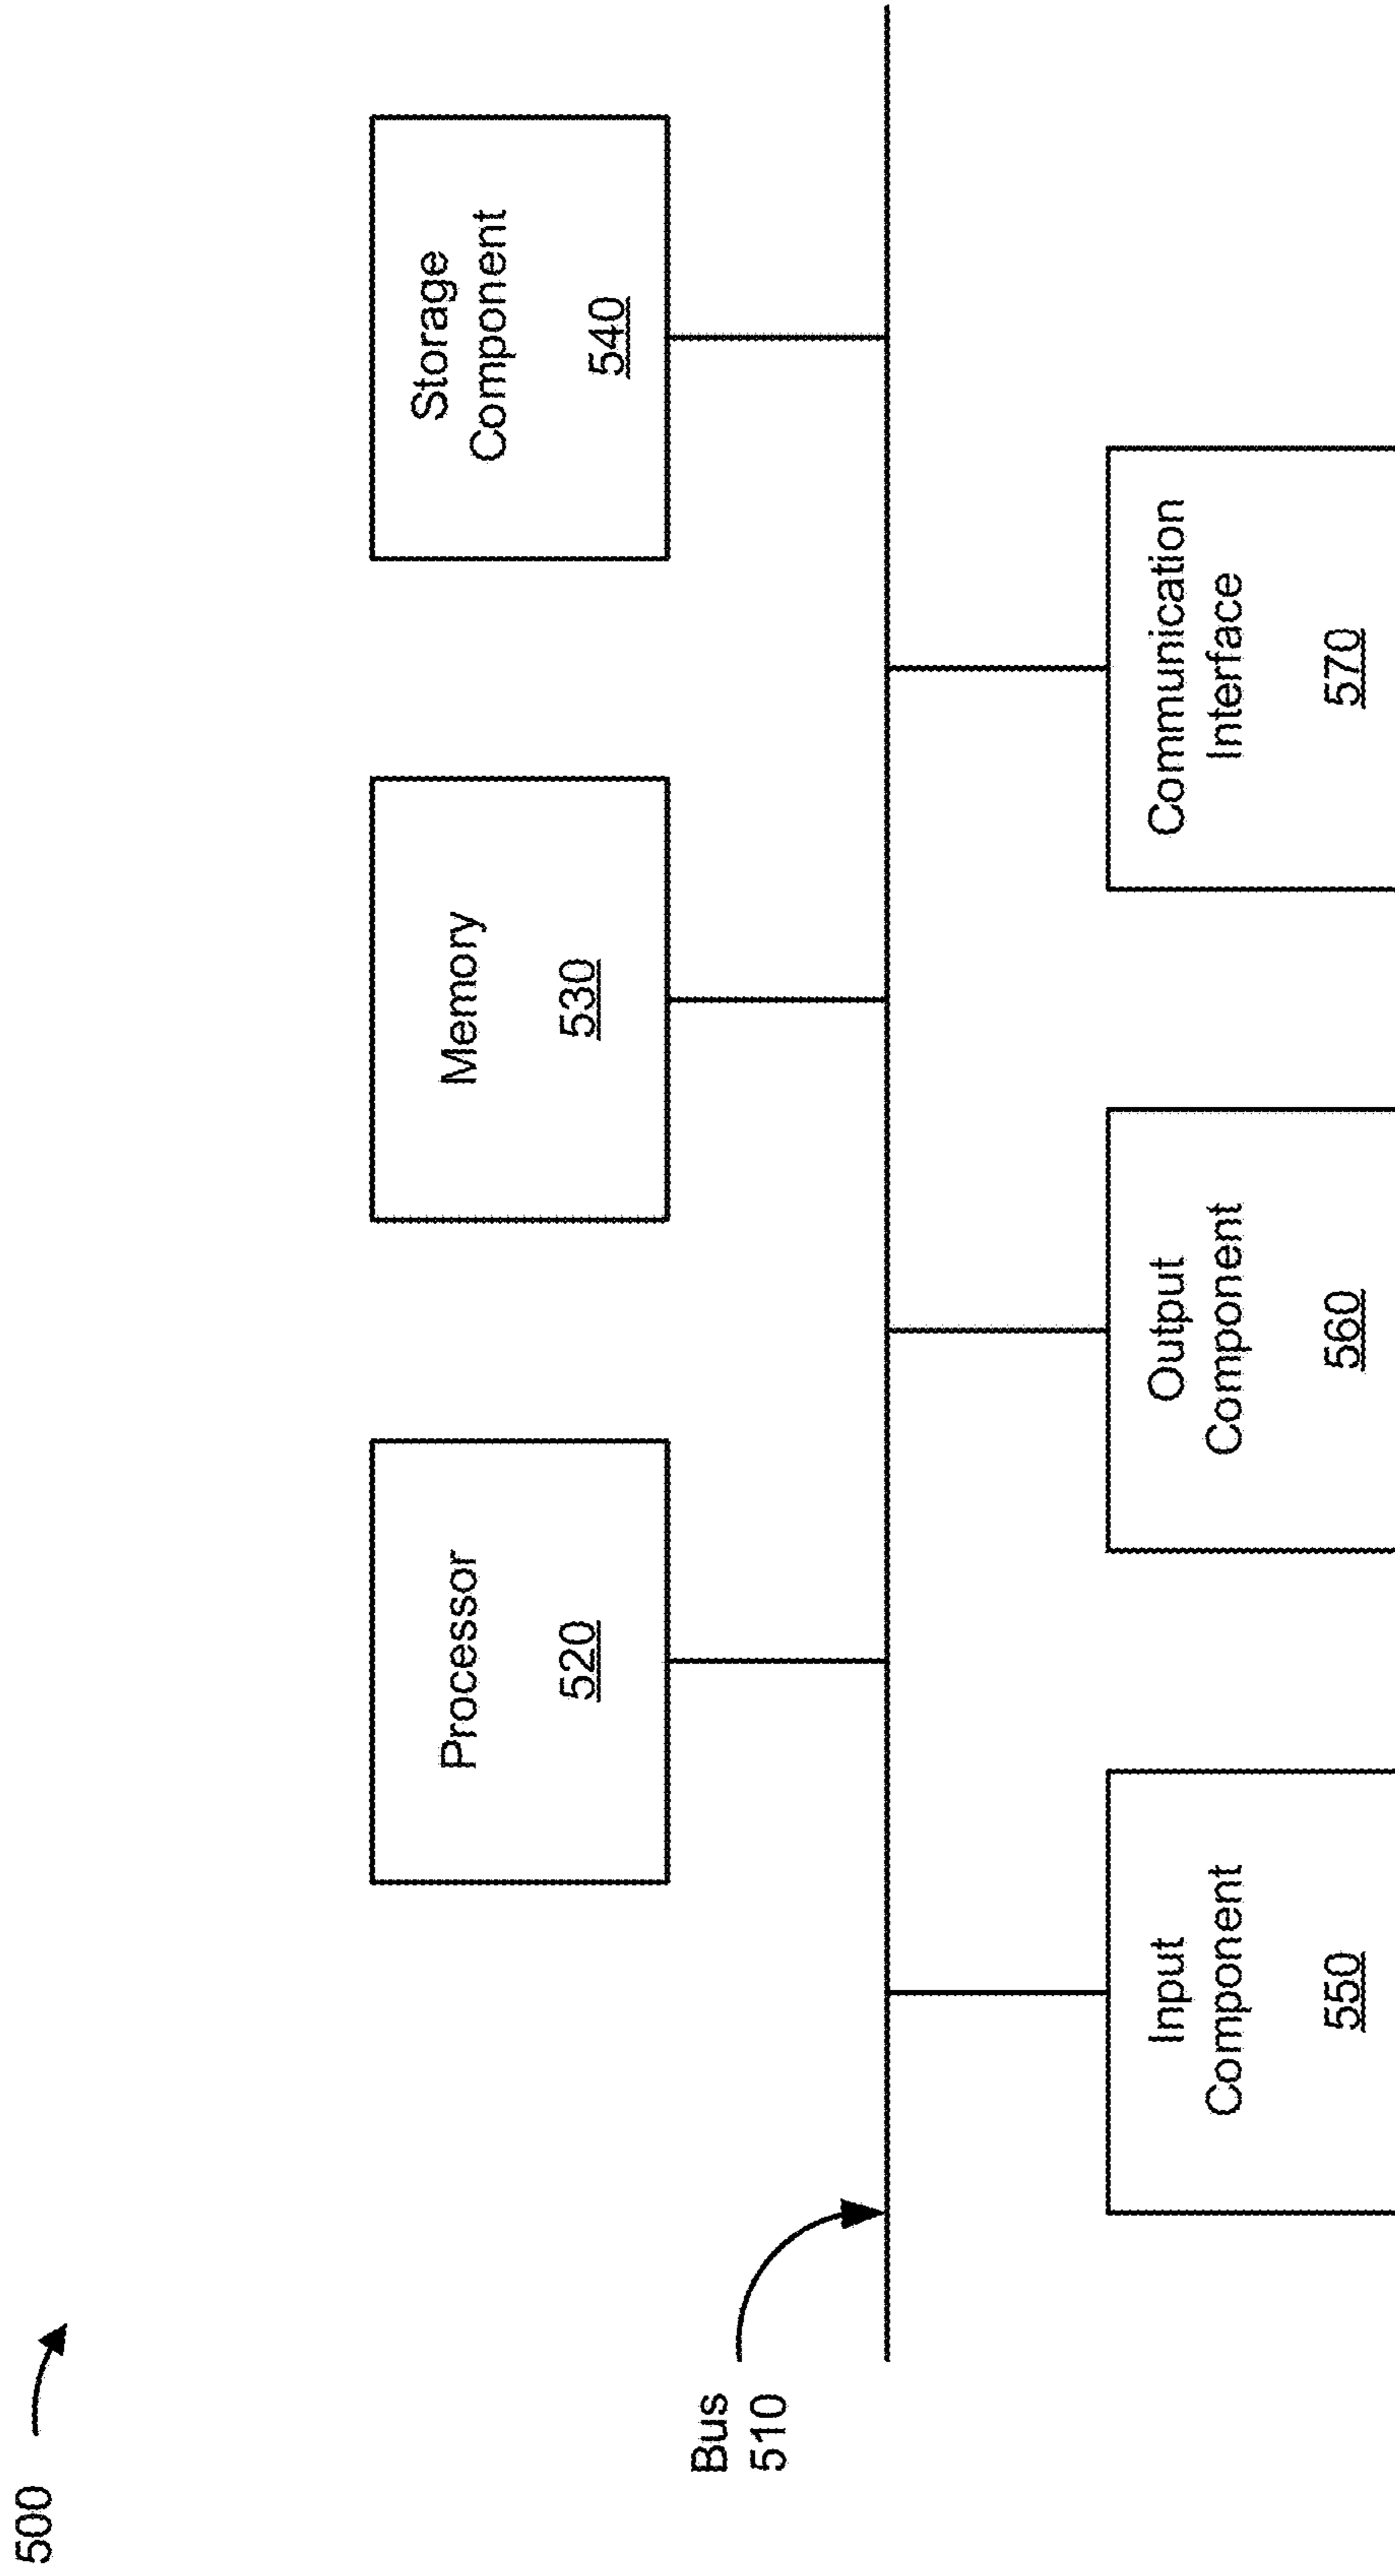 500
Processor
520
Memory
530
Storage
Component
540
Bus
510
Input
Component
550
Output
Component
560
Communication
Interface
570